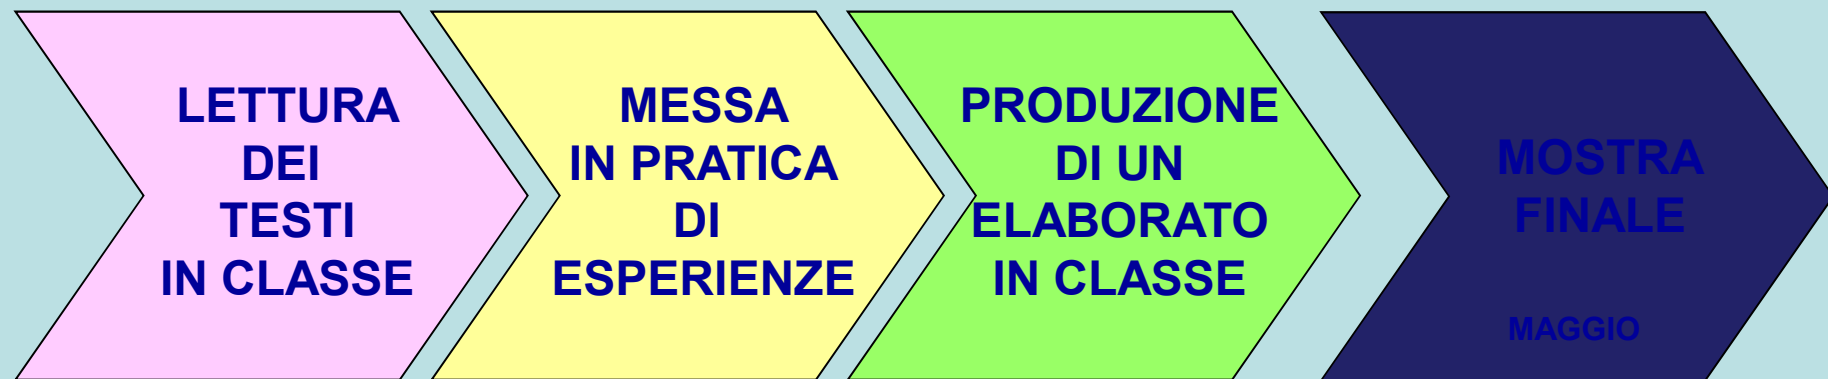 LETTURA
DEI
TESTI
IN CLASSE
MESSA
IN PRATICA
DI
ESPERIENZE
PRODUZIONE
DI UN
ELABORATO
IN CLASSE
MOSTRA
FINALE
MAGGIO